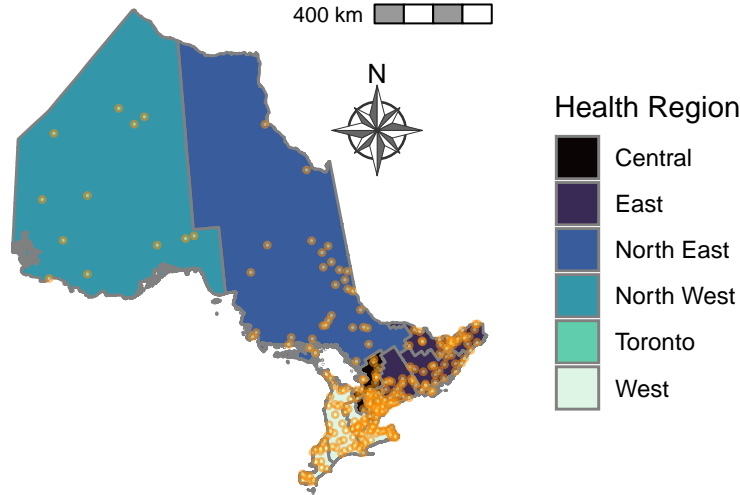 400 km
N
Health Region
Central
East
North East
North West
Toronto
West